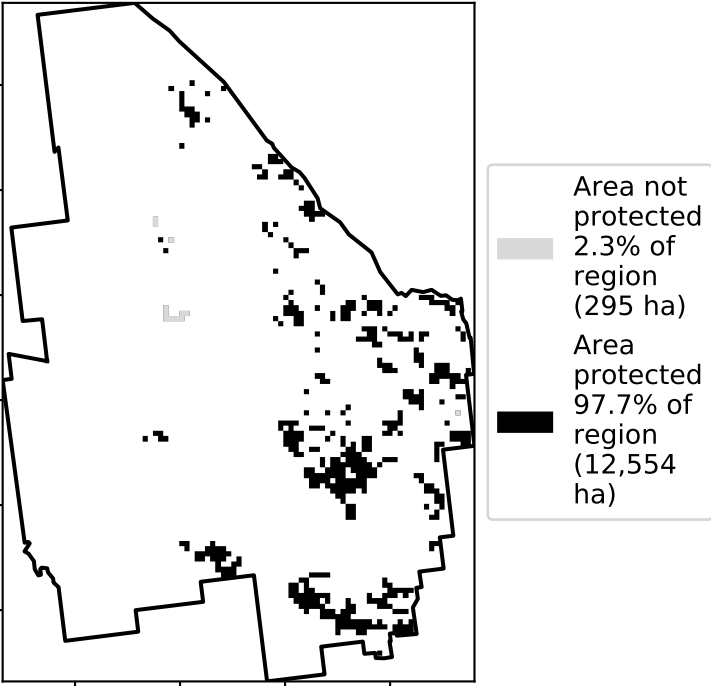 Area not
protected
2.3% of
region
(295 ha)
Area
protected
97.7% of
region
(12,554
ha)